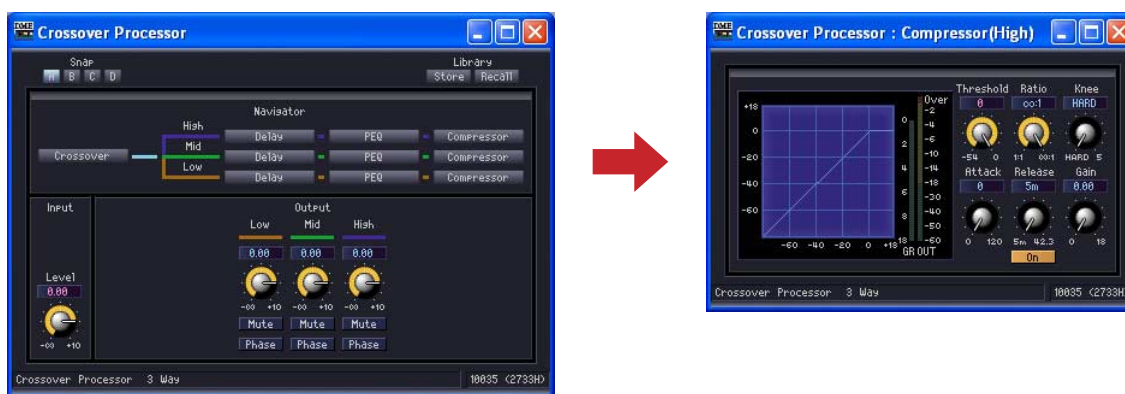 DME Crossover Processor
Snap
A B C D
Library
Store Recall
Navigator
High
Mid
Low
Crossover
Delay PEQ Compressor
Delay PEQ Compressor
Delay PEQ Compressor
Input
Level
0.00
-∞ +10
Output
Low Mid High
0.00 0.00 0.00
-∞ +10 -∞ +10 -∞ +10
Mute Mute Mute
Phase Phase Phase
Crossover Processor 3 Way 10035 (2733H)
DME Crossover Processor : Compressor(High)
+18
0
-20
-40
-60
-60 -40 -20 0 +18
0
2
4
6
8
18
GR OUT
Over
-2
-4
-6
-10
-14
-18
-30
-40
-50
-60
Threshold Ratio Knee
0 ∞:1 HARD
-54 0 1:1 ∞:1 HARD 5
Attack Release Gain
0 5m 0.00
0 120 5m 42.3 0 18
On
Crossover Processor 3 Way 10035 (2733H